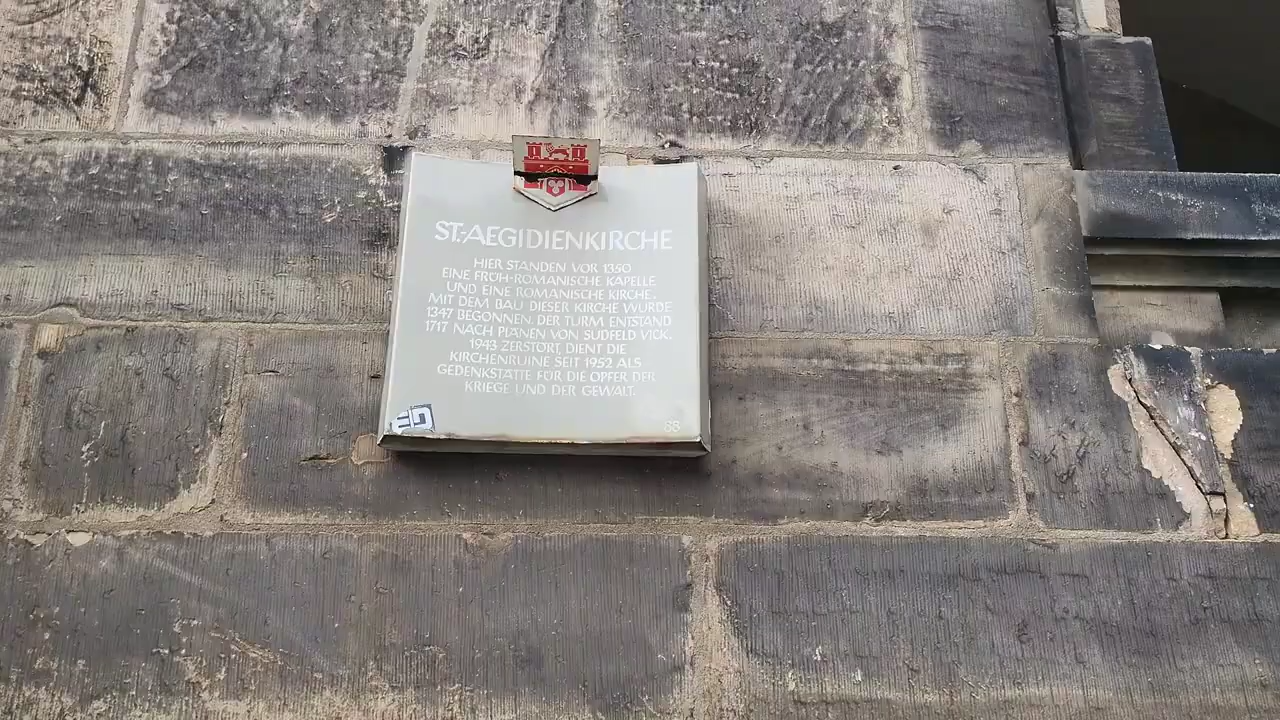 ST.-AEGIDIENKIRCHE
HIER STANDEN VOR 1350
EINE FRÜH-ROMANISCHE KAPELLE
UND EINE ROMANISCHE KIRCHE.
MIT DEM BAU DIESER KIRCHE WURDE
1347 BEGONNEN. DER TURM ENTSTAND
1717 NACH PLÄNEN VON SUDFELD VICK.
1943 ZERSTÖRT, DIENT DIE
KIRCHENRUINE SEIT 1952 ALS
GEDENKSTÄTTE FÜR DIE OPFER DER
KRIEGE UND DER GEWALT.
88